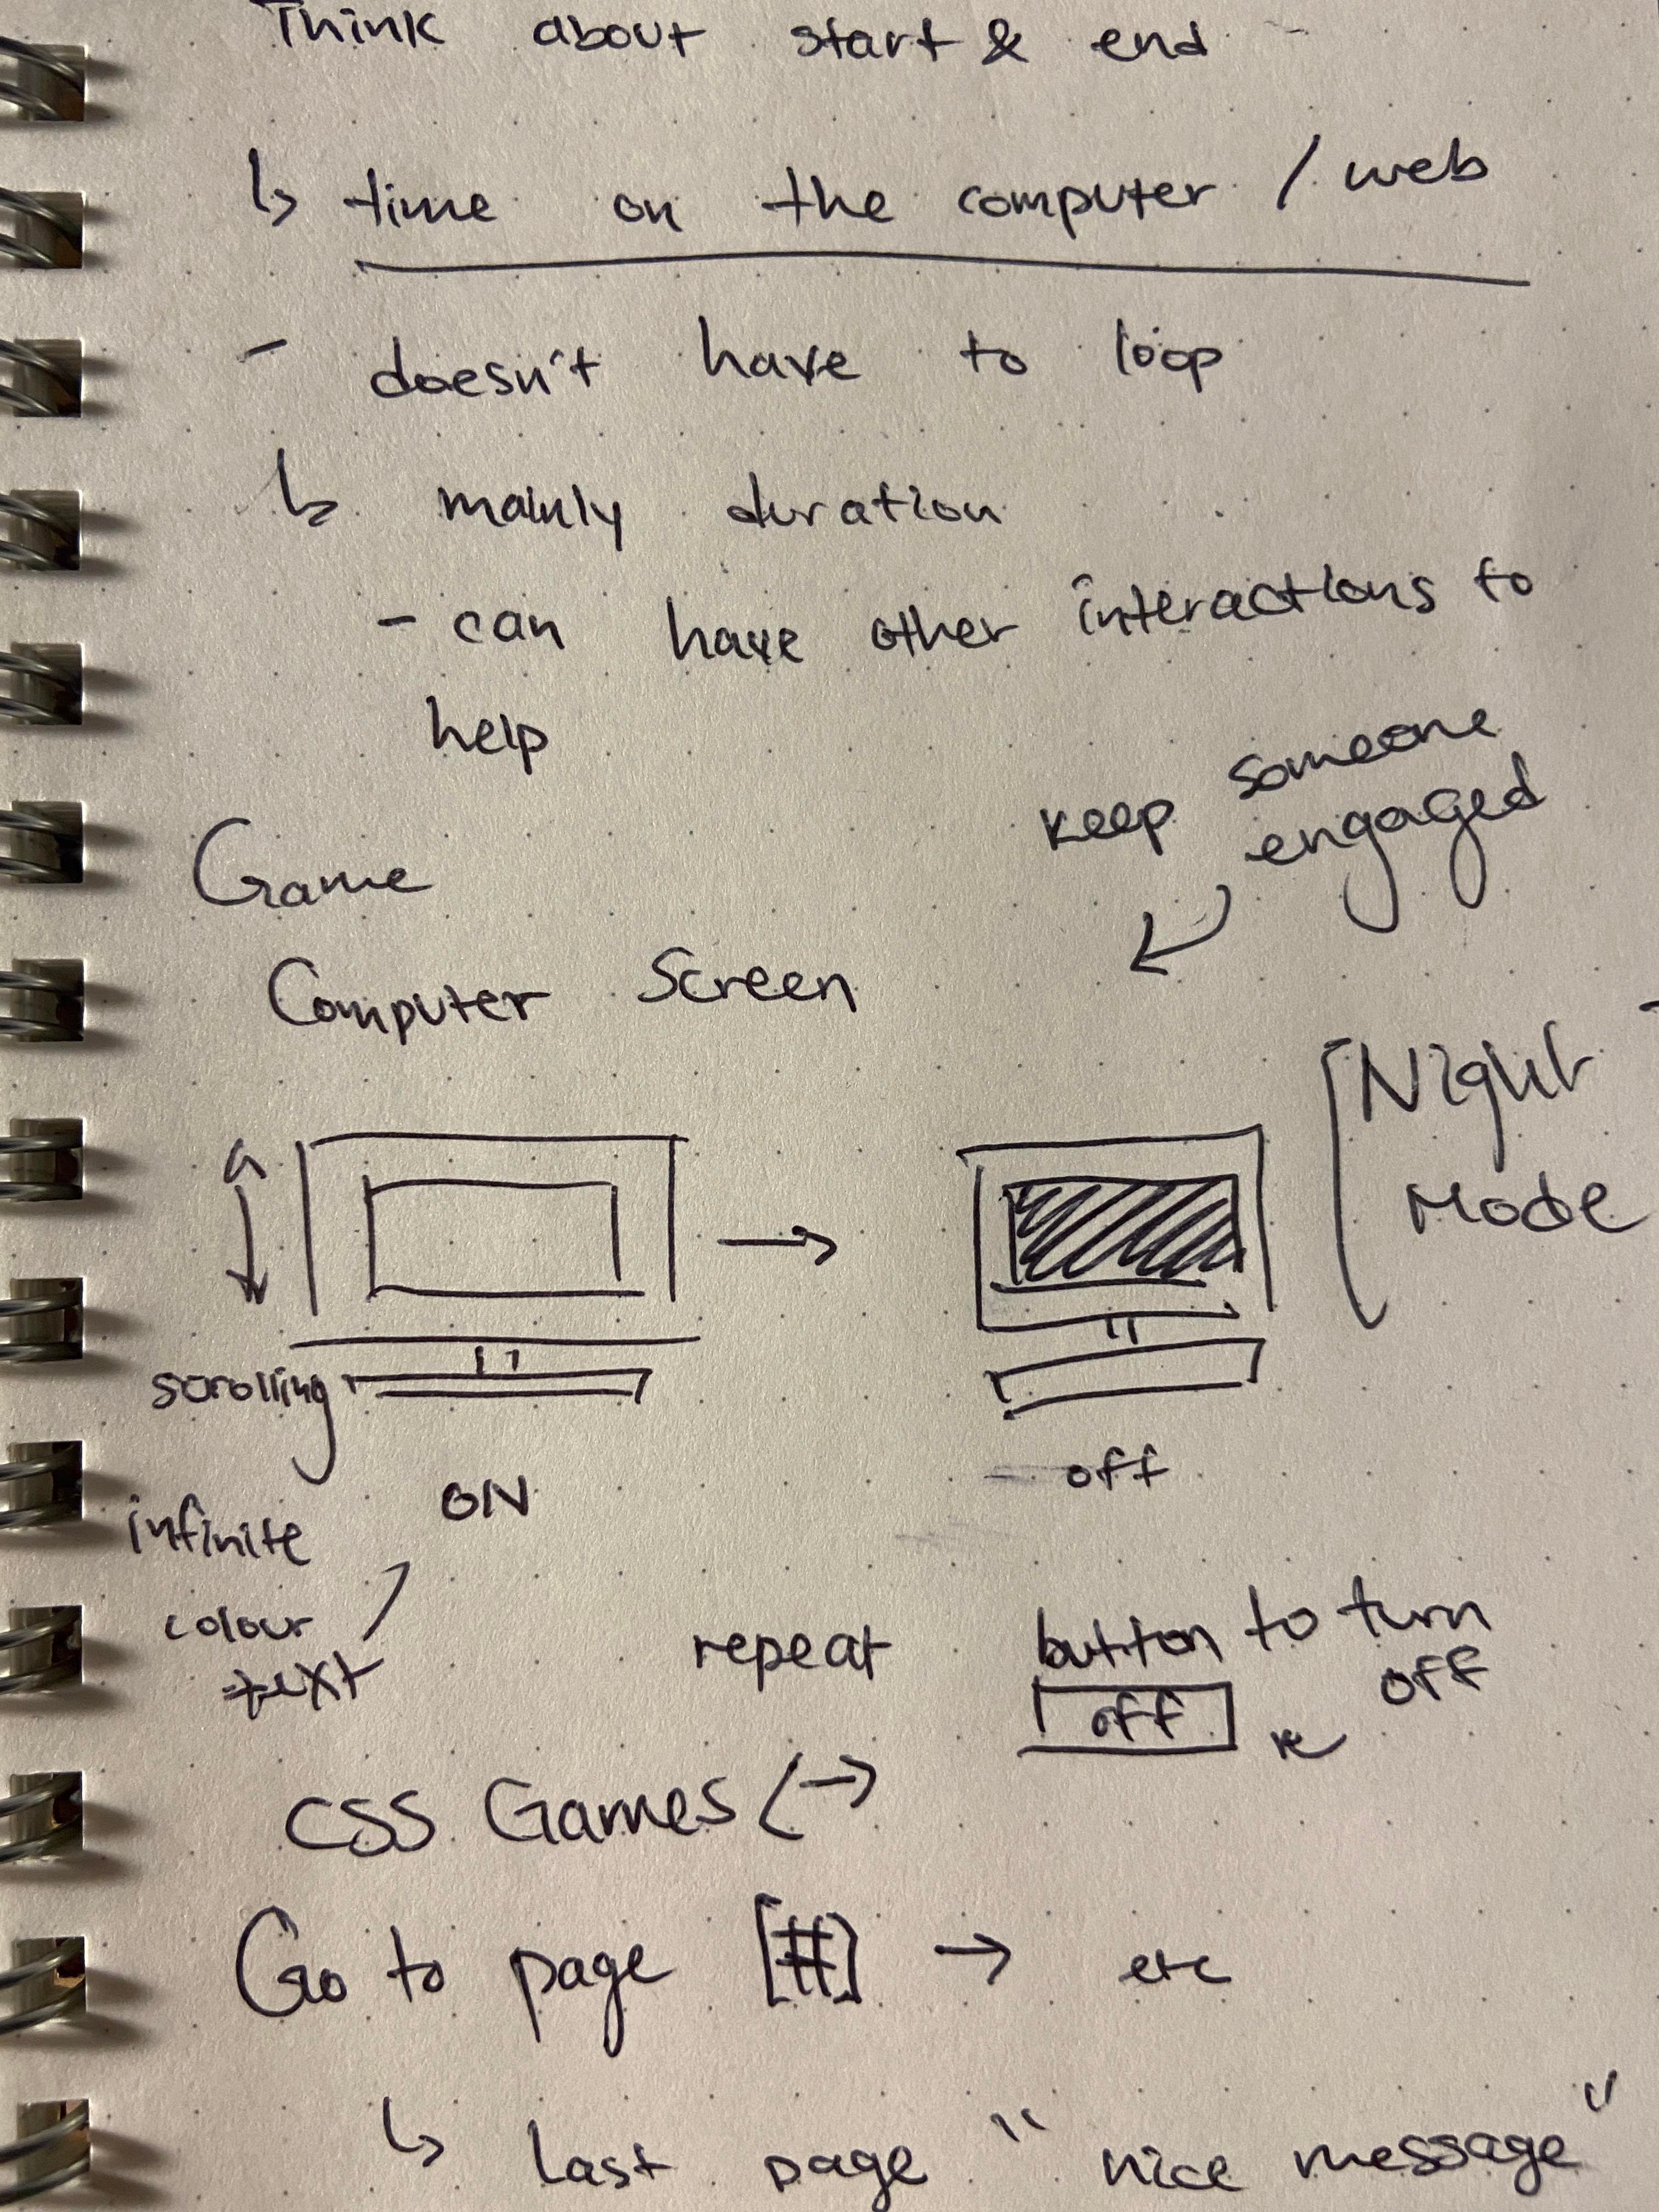 Think about start & end
↳ time on the computer / web
- doesn't have to loop
↳ mainly duration
- can have other interactions to
help
keep someone
engaged
Game
Computer Screen
Night
Mode
scrolling
ON
off
infinite
colour
text
repeat
button to turn
off
off
CSS Games
Go to page [#] → etc
↳ last page "nice message"